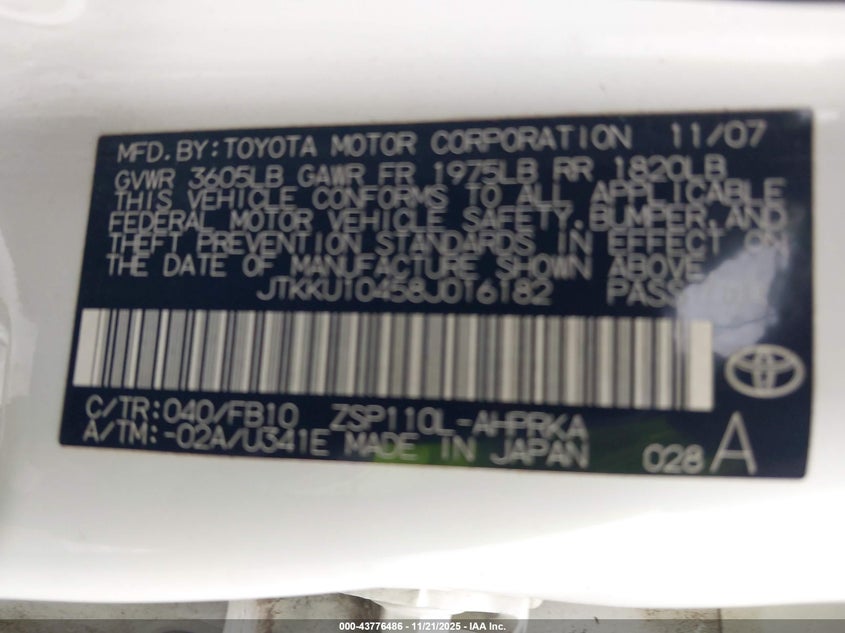 MFD.BY:TOYOTA MOTOR CORPORATION 11/07
GVWR 3605LB GAWR FR 1975LB RR 1820LB
THIS VEHICLE CONFORMS TO ALL APPLICABLE
FEDERAL MOTOR VEHICLE SAFETY, BUMPER, AND
THEFT PREVENTION STANDARDS IN EFFECT ON
THE DATE OF MANUFACTURE SHOWN ABOVE.
JTKKU10458J016182
C/TR:040/FB10 ZSP110L-AHPRKA
A/TM:-02A/U341E MADE IN JAPAN 028 A
000-43776486 - 11/21/2025 - IAA Inc.